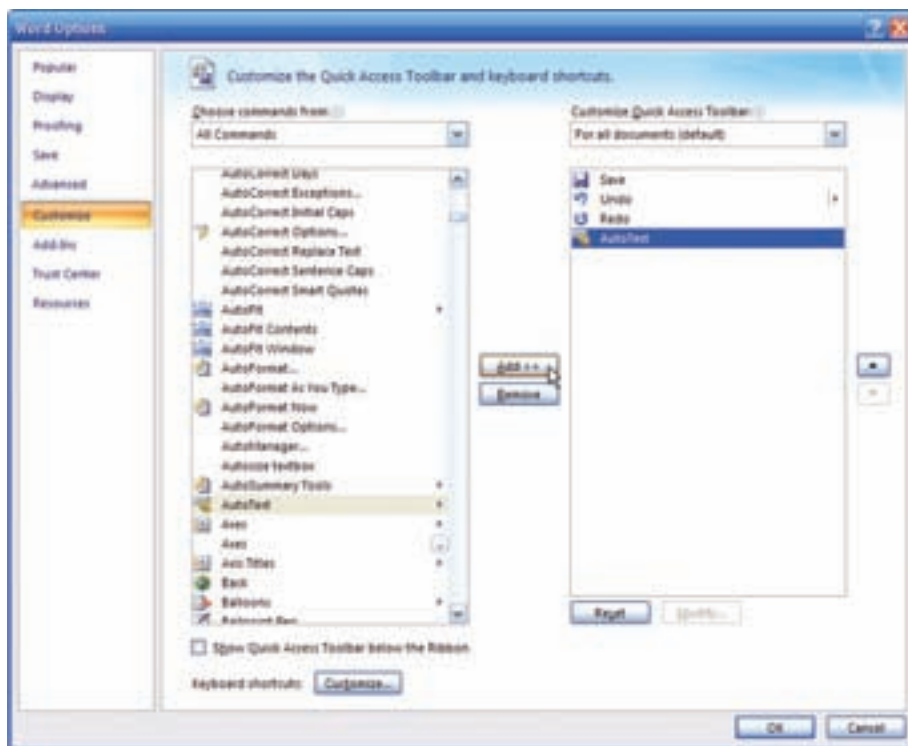 Word Options
Popular
Display
Proofing
Save
Advanced
Customize
Add-Ins
Trust Center
Resources
Customize the Quick Access Toolbar and keyboard shortcuts.
Choose commands from:
All Commands
AutoCorrect Days
AutoCorrect Exceptions...
AutoCorrect Initial Caps
AutoCorrect Options...
AutoCorrect Replace Text
AutoCorrect Sentence Caps
AutoCorrect Smart Quotes
AutoFit
AutoFit Contents
AutoFit Window
AutoFormat...
AutoFormat As You Type...
AutoFormat Now
AutoFormat Options...
AutoManager...
Autosize textbox
AutoSummary Tools
AutoText
Axes
Axes
Axis Titles
Back
Balloons
Balloont Pen
Show Quick Access Toolbar below the Ribbon
Keyboard shortcuts: Customize...
Add >>
Remove
Customize Quick Access Toolbar:
For all documents (default)
Save
Undo
Redo
AutoText
Reset
Modify...
OK
Cancel